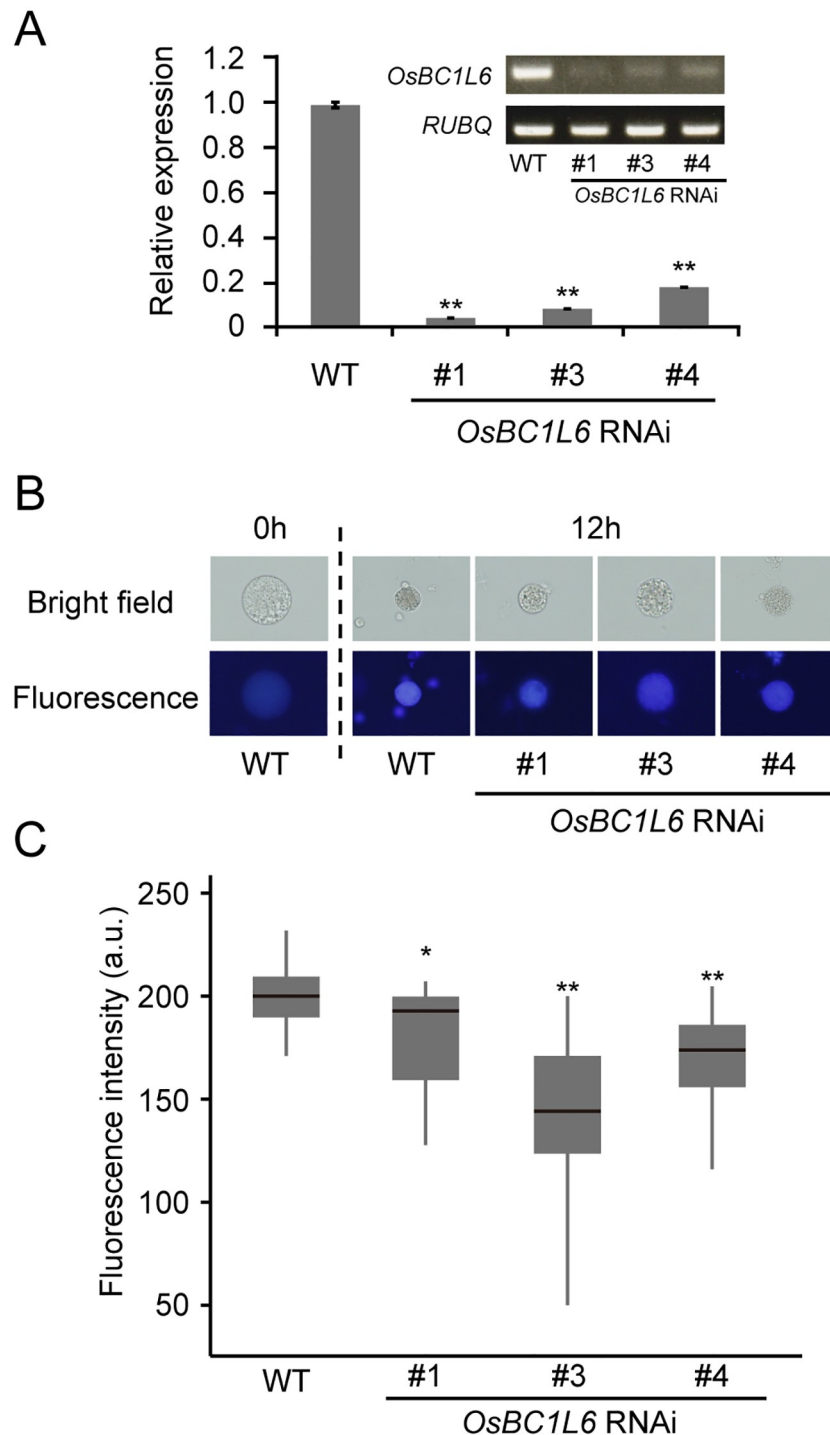 A
Relative expression
1.2
1.0
0.8
0.6
0.4
0.2
0
OsBC1L6
RUBQ
WT #1 #3 #4
OsBC1L6 RNAi
** ** **
WT #1 #3 #4
OsBC1L6 RNAi
B
0h 12h
Bright field
Fluorescence
WT WT #1 #3 #4
OsBC1L6 RNAi
C
Fluorescence intensity (a.u.)
250
200
150
100
50
* ** **
WT #1 #3 #4
OsBC1L6 RNAi